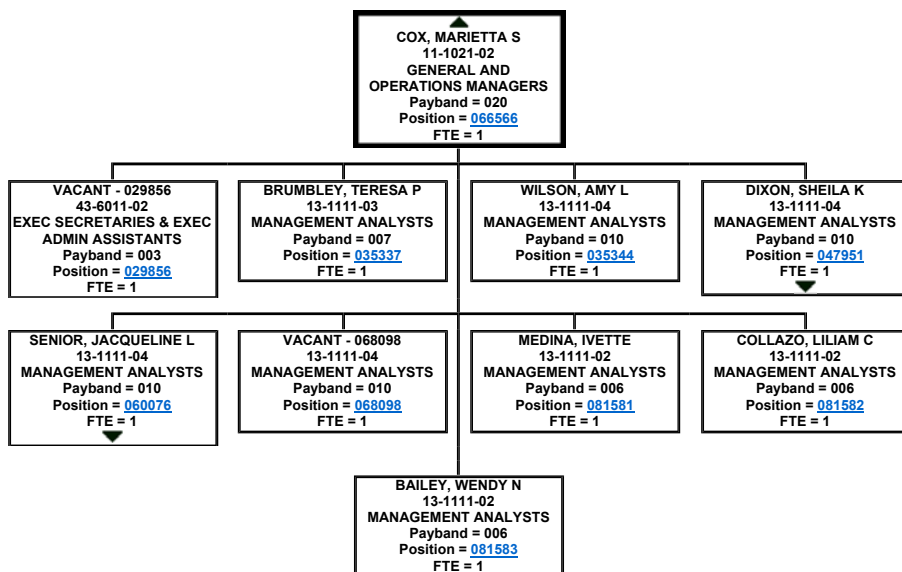 COX, MARIETTA S
11-1021-02
GENERAL AND
OPERATIONS MANAGERS
Payband = 020
Position = 066566
FTE = 1
VACANT - 029856
43-6011-02
EXEC SECRETARIES & EXEC
ADMIN ASSISTANTS
Payband = 003
Position = 029856
FTE = 1
BRUMBLEY, TERESA P
13-1111-03
MANAGEMENT ANALYSTS
Payband = 007
Position = 035337
FTE = 1
WILSON, AMY L
13-1111-04
MANAGEMENT ANALYSTS
Payband = 010
Position = 035344
FTE = 1
DIXON, SHEILA K
13-1111-04
MANAGEMENT ANALYSTS
Payband = 010
Position = 047951
FTE = 1
SENIOR, JACQUELINE L
13-1111-04
MANAGEMENT ANALYSTS
Payband = 010
Position = 060076
FTE = 1
VACANT - 068098
13-1111-04
MANAGEMENT ANALYSTS
Payband = 010
Position = 068098
FTE = 1
MEDINA, IVETTE
13-1111-02
MANAGEMENT ANALYSTS
Payband = 006
Position = 081581
FTE = 1
COLLAZO, LILIAM C
13-1111-02
MANAGEMENT ANALYSTS
Payband = 006
Position = 081582
FTE = 1
BAILEY, WENDY N
13-1111-02
MANAGEMENT ANALYSTS
Payband = 006
Position = 081583
FTE = 1